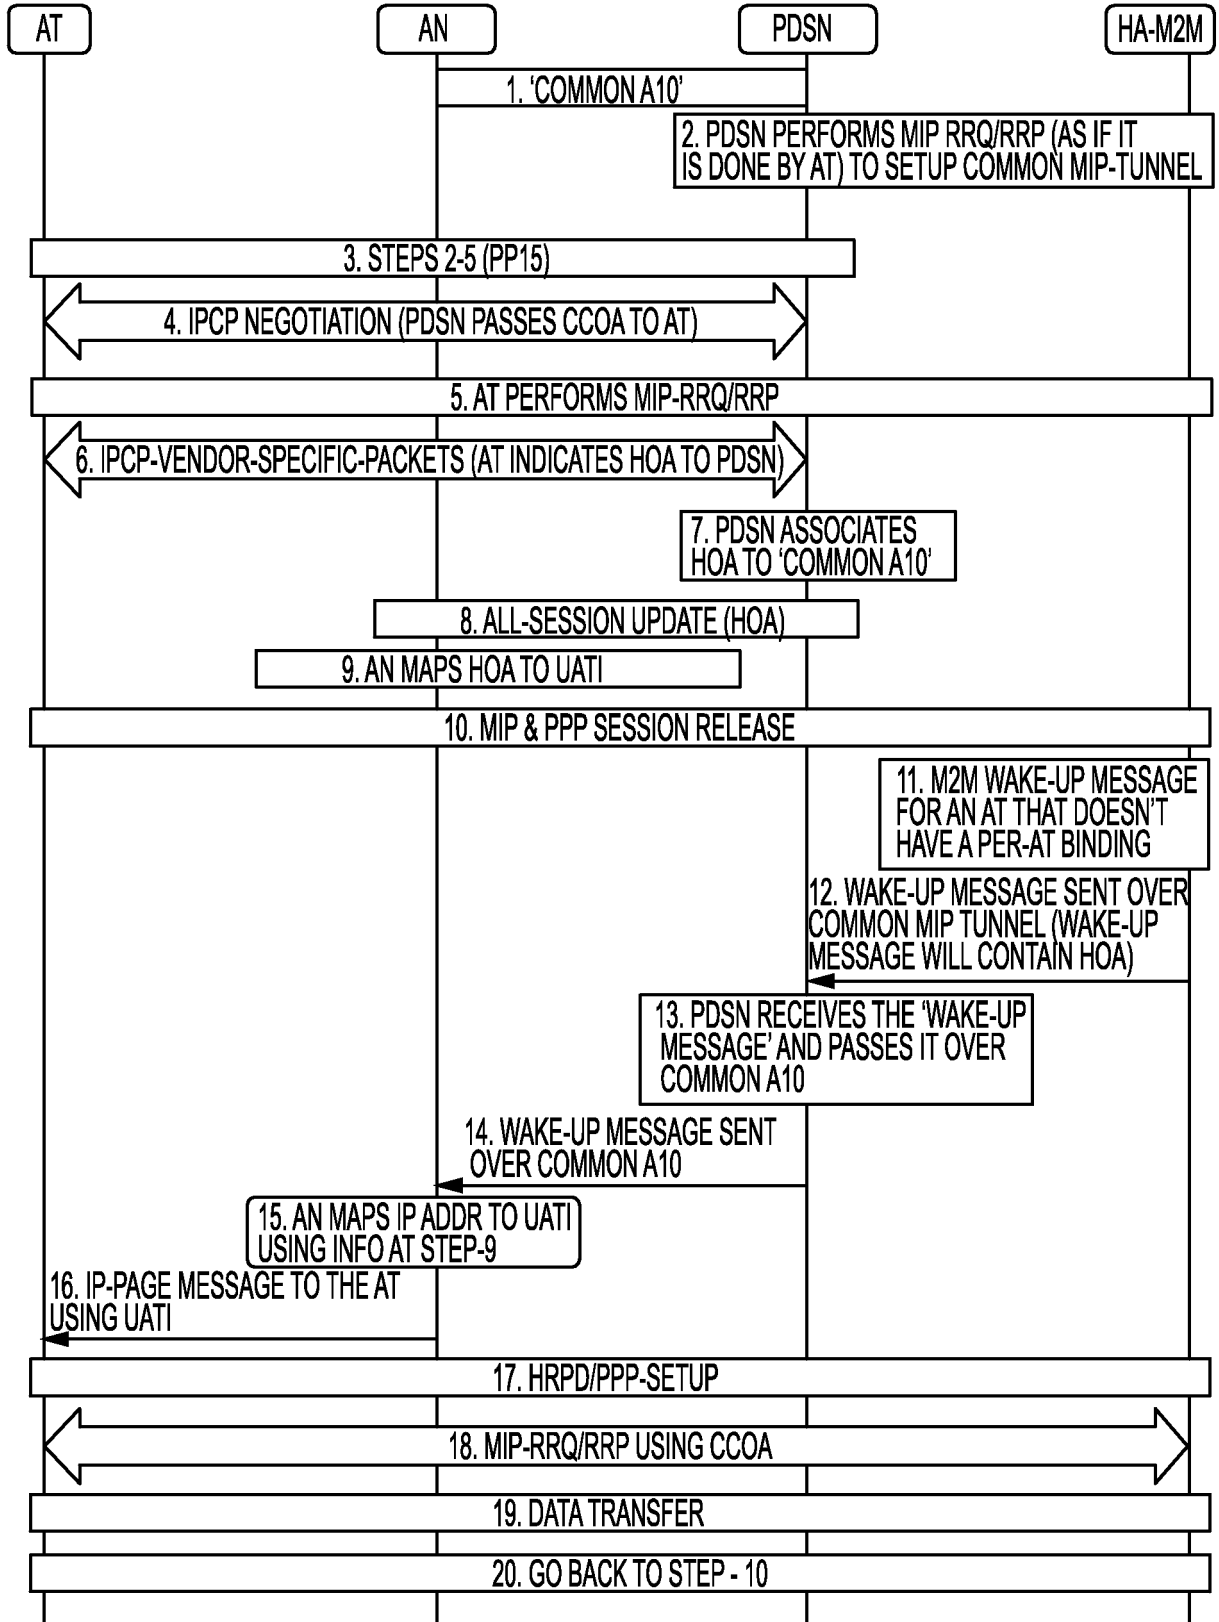 AT
AN
PDSN
HA-M2M
1. 'COMMON A10'
2. PDSN PERFORMS MIP RRQ/RRP (AS IF IT
IS DONE BY AT) TO SETUP COMMON MIP-TUNNEL
3. STEPS 2-5 (PP15)
4. IPCP NEGOTIATION (PDSN PASSES CCOA TO AT)
5. AT PERFORMS MIP-RRQ/RRP
6. IPCP-VENDOR-SPECIFIC-PACKETS (AT INDICATES HOA TO PDSN)
7. PDSN ASSOCIATES
HOA TO 'COMMON A10'
8. ALL-SESSION UPDATE (HOA)
9. AN MAPS HOA TO UATI
10. MIP & PPP SESSION RELEASE
11. M2M WAKE-UP MESSAGE
FOR AN AT THAT DOESN'T
HAVE A PER-AT BINDING
12. WAKE-UP MESSAGE SENT OVER
COMMON MIP TUNNEL (WAKE-UP
MESSAGE WILL CONTAIN HOA)
13. PDSN RECEIVES THE 'WAKE-UP
MESSAGE' AND PASSES IT OVER
COMMON A10
14. WAKE-UP MESSAGE SENT
OVER COMMON A10
15. AN MAPS IP ADDR TO UATI
USING INFO AT STEP-9
16. IP-PAGE MESSAGE TO THE AT
USING UATI
17. HRPD/PPP-SETUP
18. MIP-RRQ/RRP USING CCOA
19. DATA TRANSFER
20. GO BACK TO STEP - 10